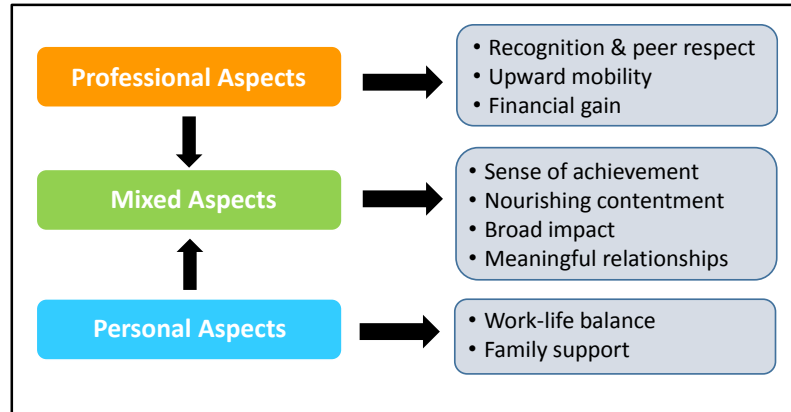 Professional Aspects
• Recognition & peer respect
• Upward mobility
• Financial gain
Mixed Aspects
• Sense of achievement
• Nourishing contentment
• Broad impact
• Meaningful relationships
Personal Aspects
• Work-life balance
• Family support